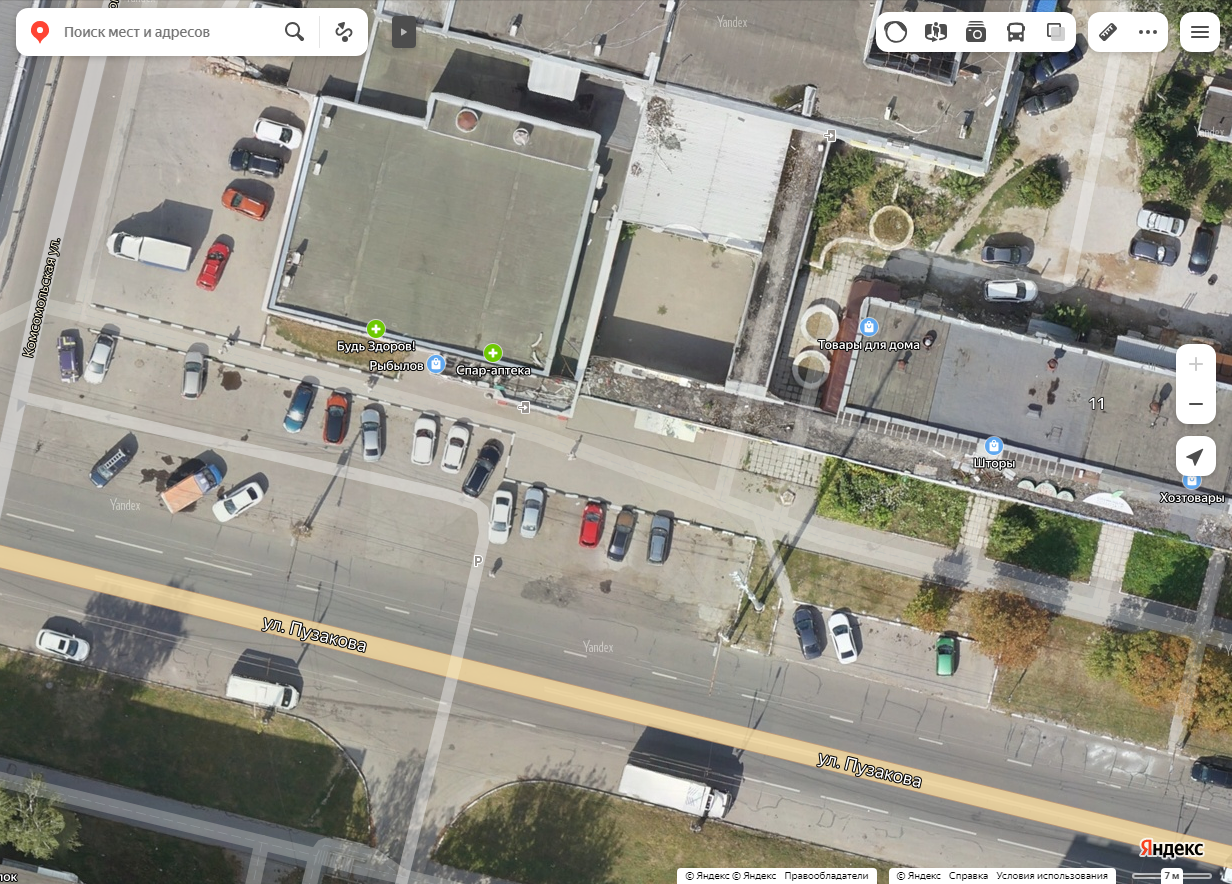 Yandex
Поиск мест и адресов
Yandex
Комсомольская ул.
Будь Здоров!
Рыбылов
Спар-аптека
Товары для дома
11
Шторы
Хозтовары
Yandex
P
ул. Пузакова
Yandex
ул. Пузакова
Яндекс
© Яндекс © Яндекс Правообладатели
© Яндекс Справка Условия использования
7 м